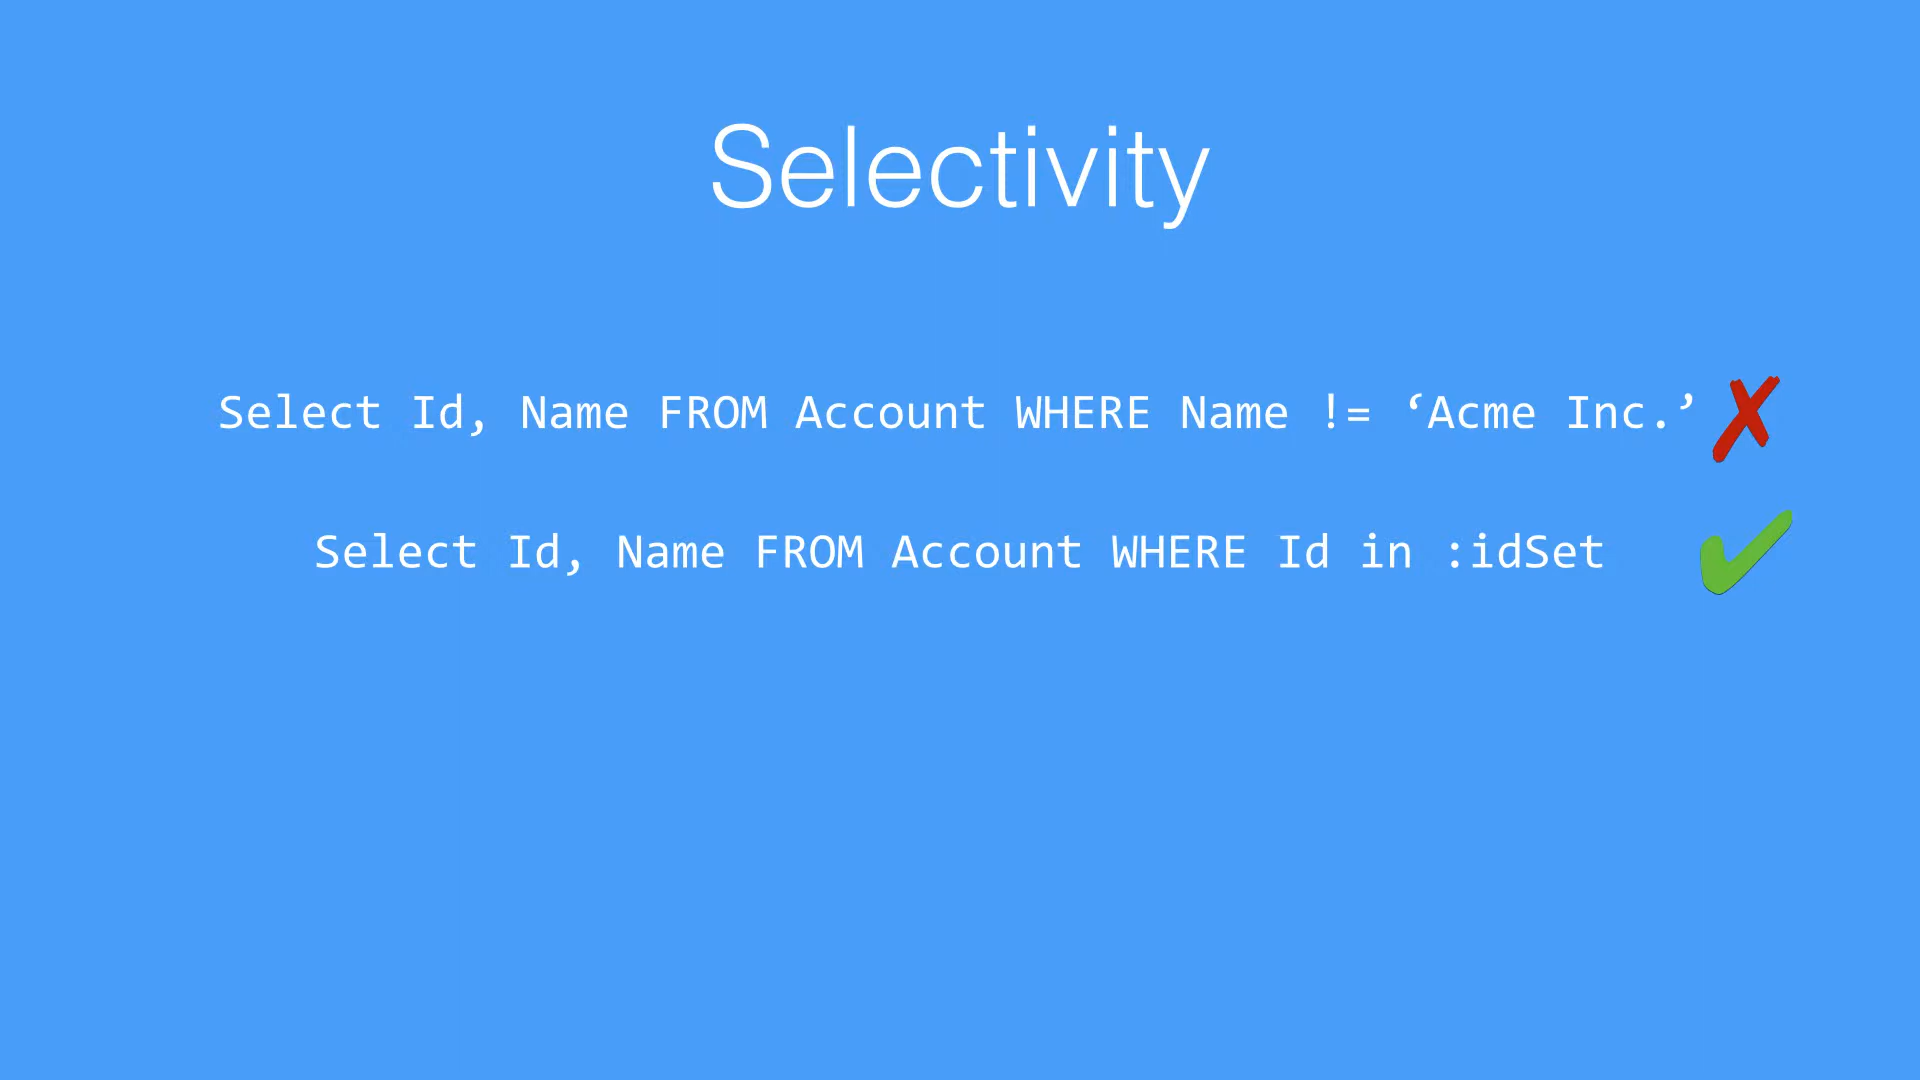 Selectivity
Select Id, Name FROM Account WHERE Name != ‘Acme Inc.’
Select Id, Name FROM Account WHERE Id in :idSet